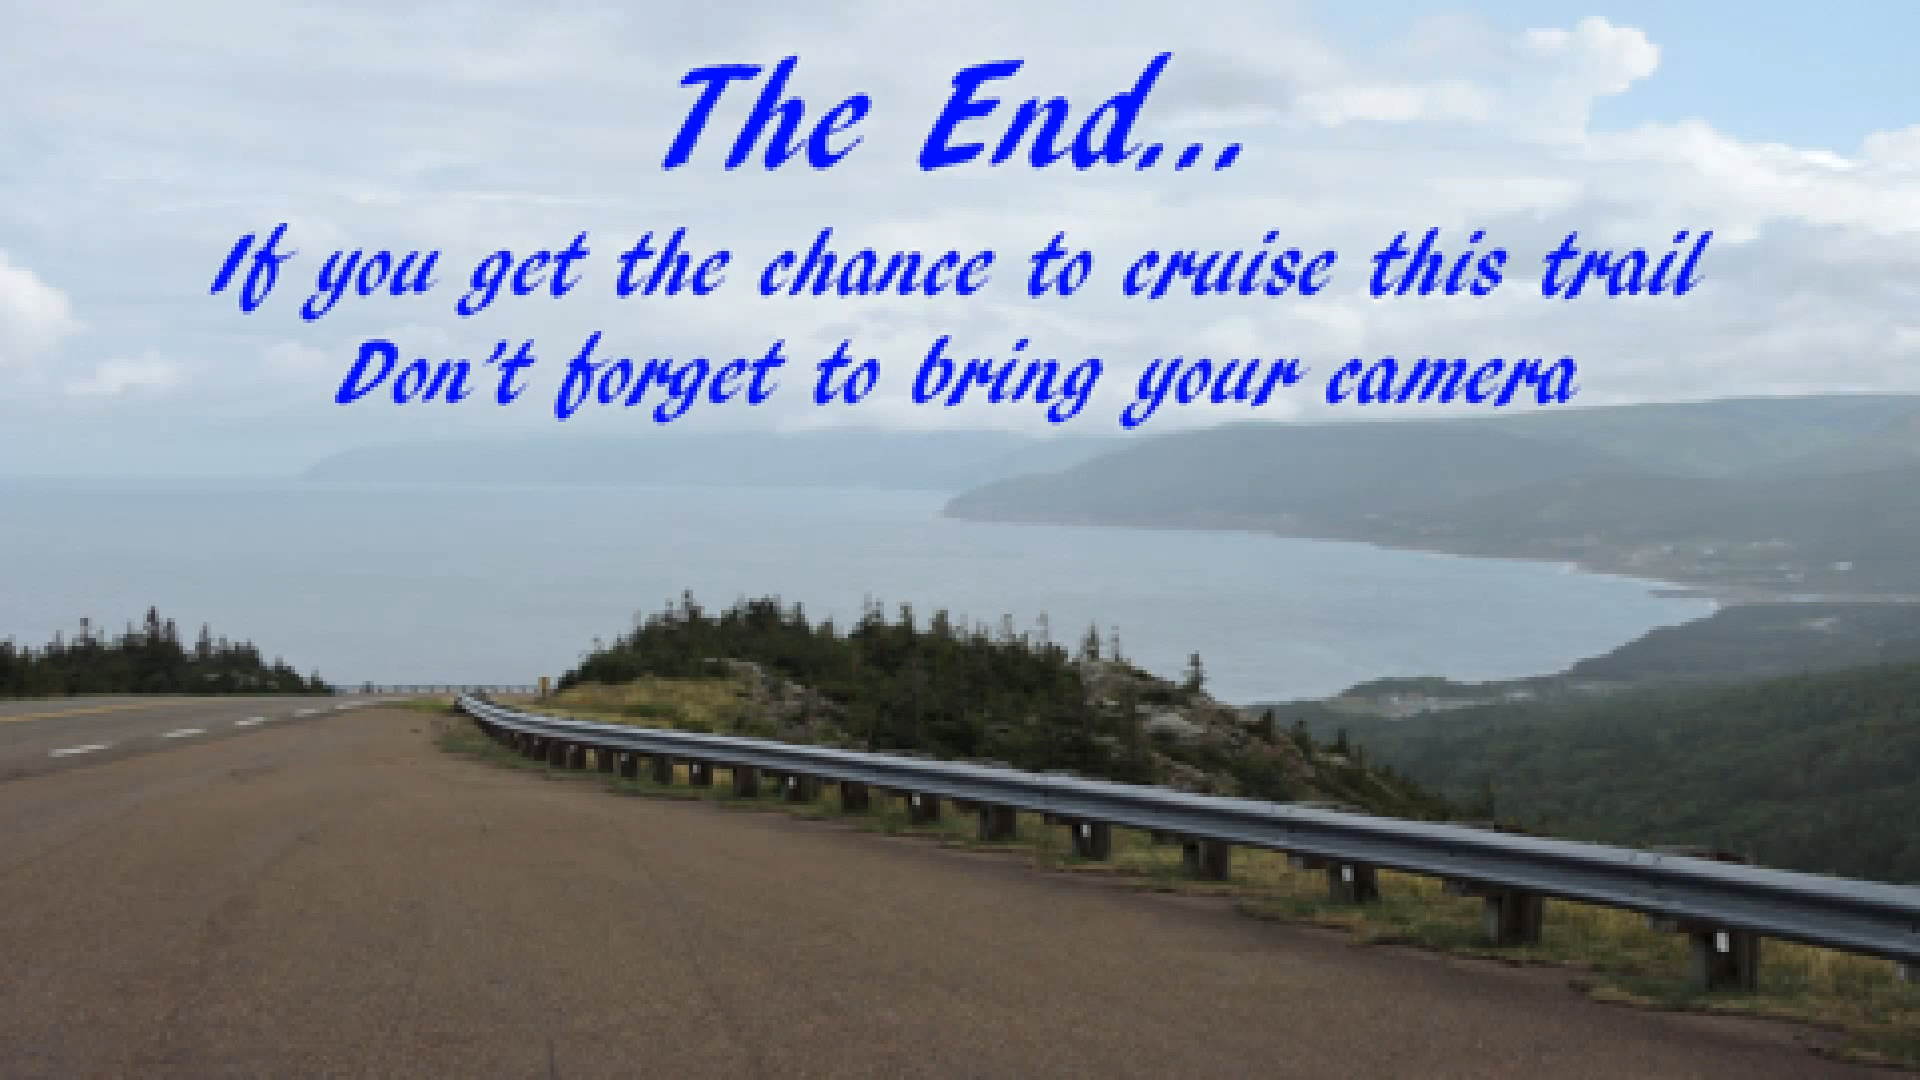 The End...
If you get the chance to cruise this trail
Don't forget to bring your camera